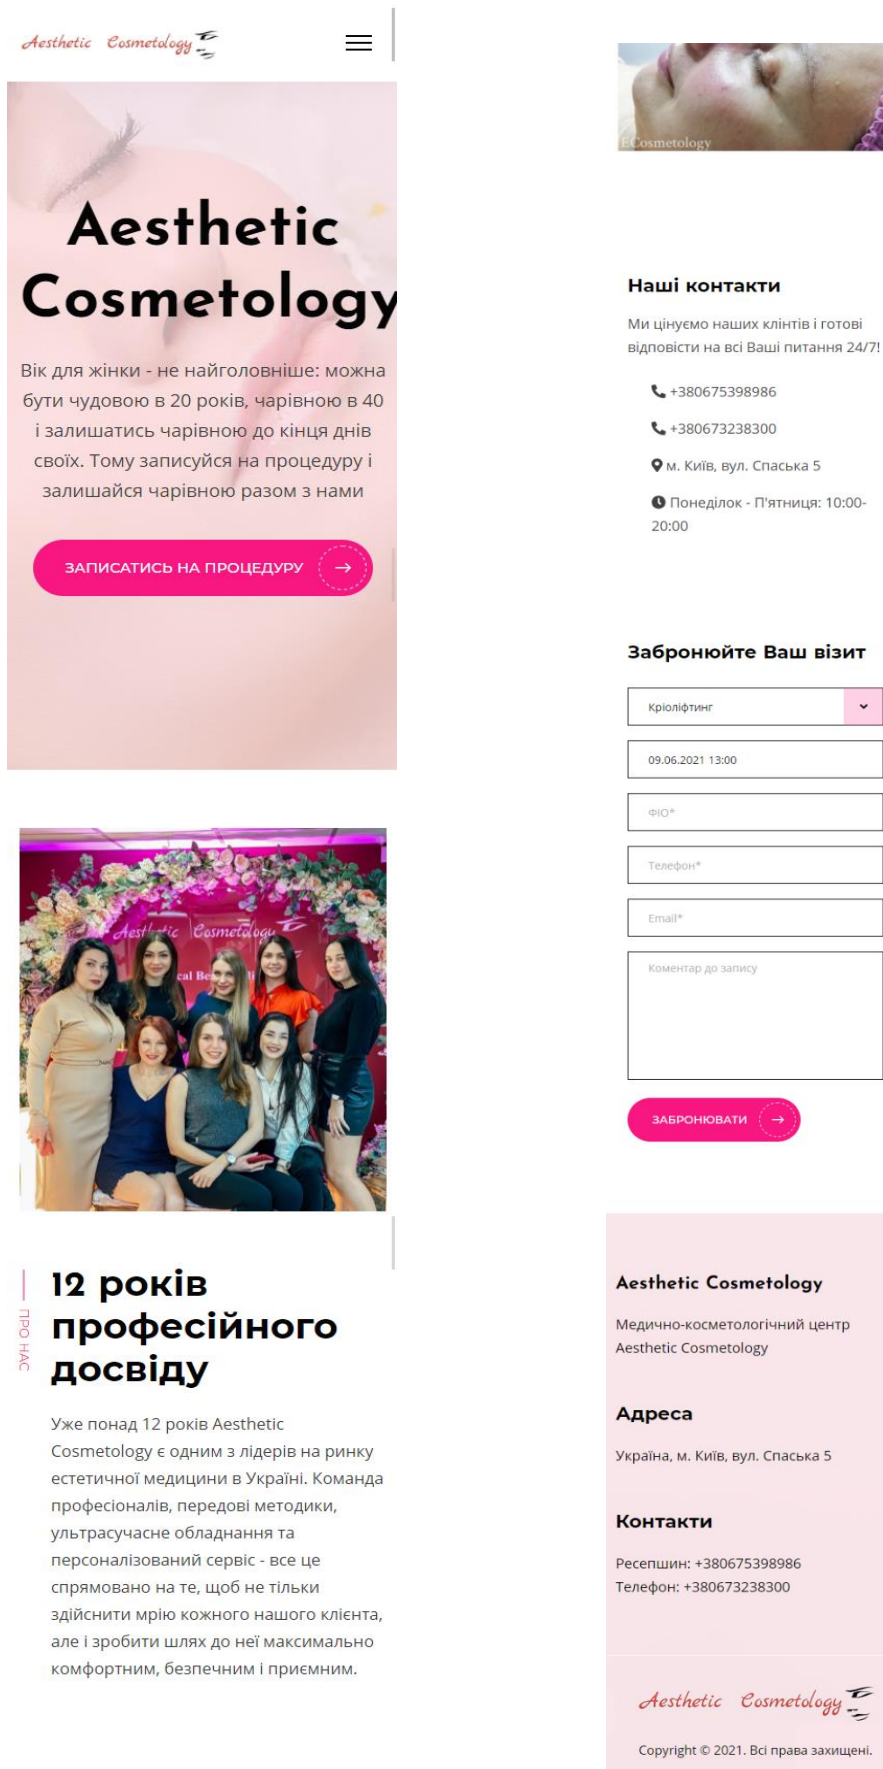 Aesthetic Cosmetology
Aesthetic
Cosmetology
Вік для жінки - не найголовніше: можна
бути чудовою в 20 років, чарівною в 40
і залишатись чарівною до кінця днів
своїх. Тому записуйся на процедуру і
залишайся чарівною разом з нами
ЗАПИСАТИСЬ НА ПРОЦЕДУРУ
Aesthetic Cosmetology
ПРО НАС
12 років
професійного
досвіду
Уже понад 12 років Aesthetic
Cosmetology є одним з лідерів на ринку
естетичної медицини в Україні. Команда
професіоналів, передові методики,
ультрасучасне обладнання та
персоналізований сервіс - все це
спрямовано на те, щоб не тільки
здійснити мрію кожного нашого клієнта,
але і зробити шлях до неї максимально
комфортним, безпечним і приємним.
ECosmetology
Наші контакти
Ми цінуємо наших клінтів і готові
відповісти на всі Ваші питання 24/7!
+380675398986
+380673238300
м. Київ, вул. Спаська 5
Понеділок - П'ятниця: 10:00-
20:00
Забронюйте Ваш візит
Кріоліфтинг
09.06.2021 13:00
ФІО*
Телефон*
Email*
Коментар до запису
ЗАБРОНЮВАТИ
Aesthetic Cosmetology
Медично-косметологічний центр
Aesthetic Cosmetology
Адреса
Україна, м. Київ, вул. Спаська 5
Контакти
Ресепшин: +380675398986
Телефон: +380673238300
Aesthetic Cosmetology
Copyright © 2021. Всі права захищені.